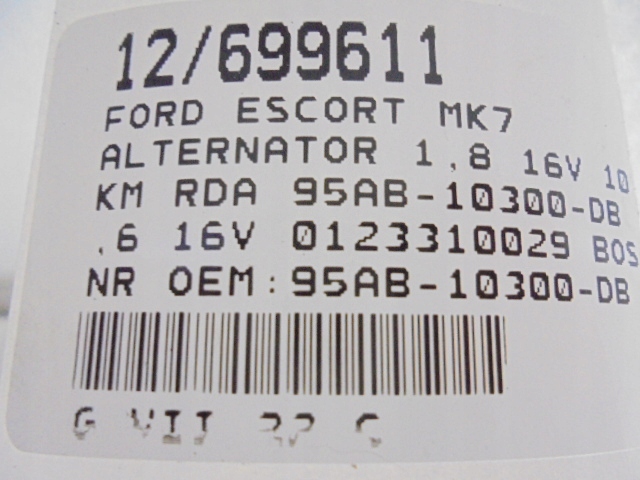 12/699611
FORD ESCORT MK7
ALTERNATOR 1,8 16V 10
KM RDA 95AB-10300-DB
.6 16V 0123310029 BOS
NR OEM:95AB-10300-DB
G VII